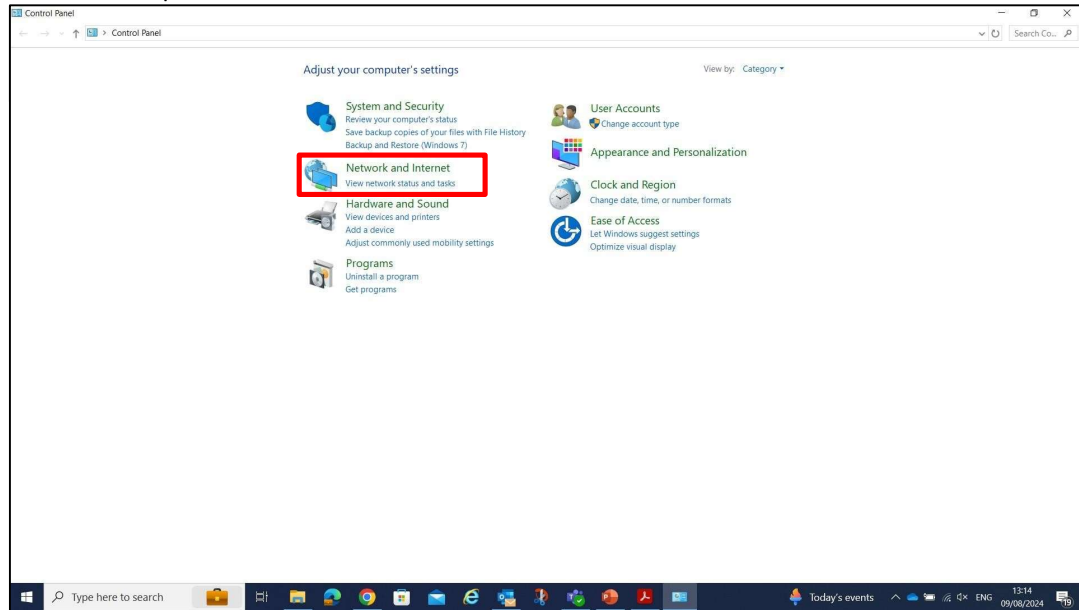 Control Panel
Control Panel
Search Co...
Adjust your computer's settings
View by: Category
System and Security
Review your computer's status
Save backup copies of your files with File History
Backup and Restore (Windows 7)
Network and Internet
View network status and tasks
Hardware and Sound
View devices and printers
Add a device
Adjust commonly used mobility settings
Programs
Uninstall a program
Get programs
User Accounts
Change account type
Appearance and Personalization
Clock and Region
Change date, time, or number formats
Ease of Access
Let Windows suggest settings
Optimize visual display
Type here to search
Today's events
ENG
13:14
09/08/2024
19